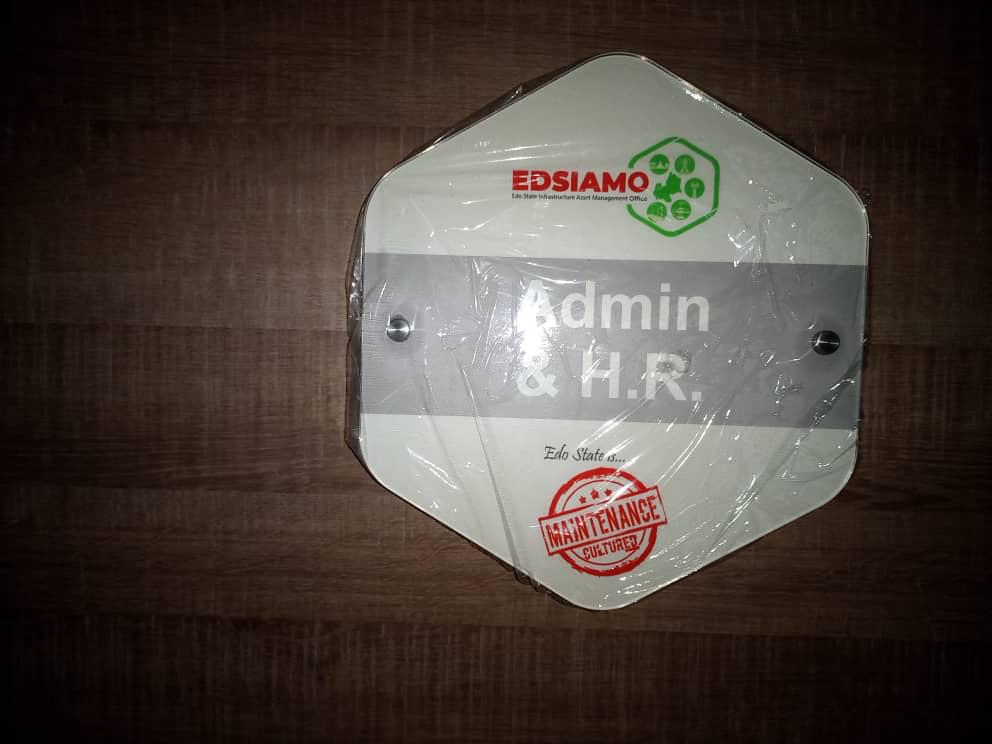 EDSIAMO
Edo State Infrastructure Asset Management Office
Admin
& H.R.
Edo State is...
MAINTENANCE
CULTURED